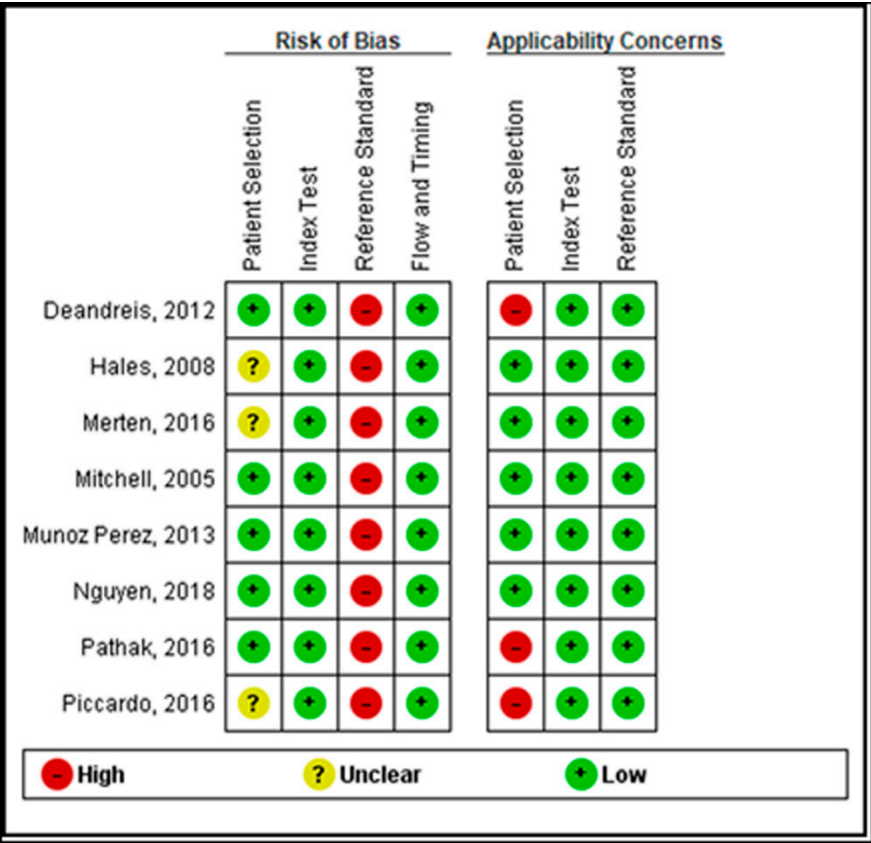 Risk of Bias
Applicability Concerns
Patient Selection
Index Test
Reference Standard
Flow and Timing
Patient Selection
Index Test
Reference Standard
Deandreis, 2012 + + - + - + +
Hales, 2008 ? + - + + + +
Merten, 2016 ? + - + + + +
Mitchell, 2005 + + - + + + +
Munoz Perez, 2013 + + - + + + +
Nguyen, 2018 + + - + + + +
Pathak, 2016 + + - + - + +
Piccardo, 2016 ? + - + - + +
- High ? Unclear + Low